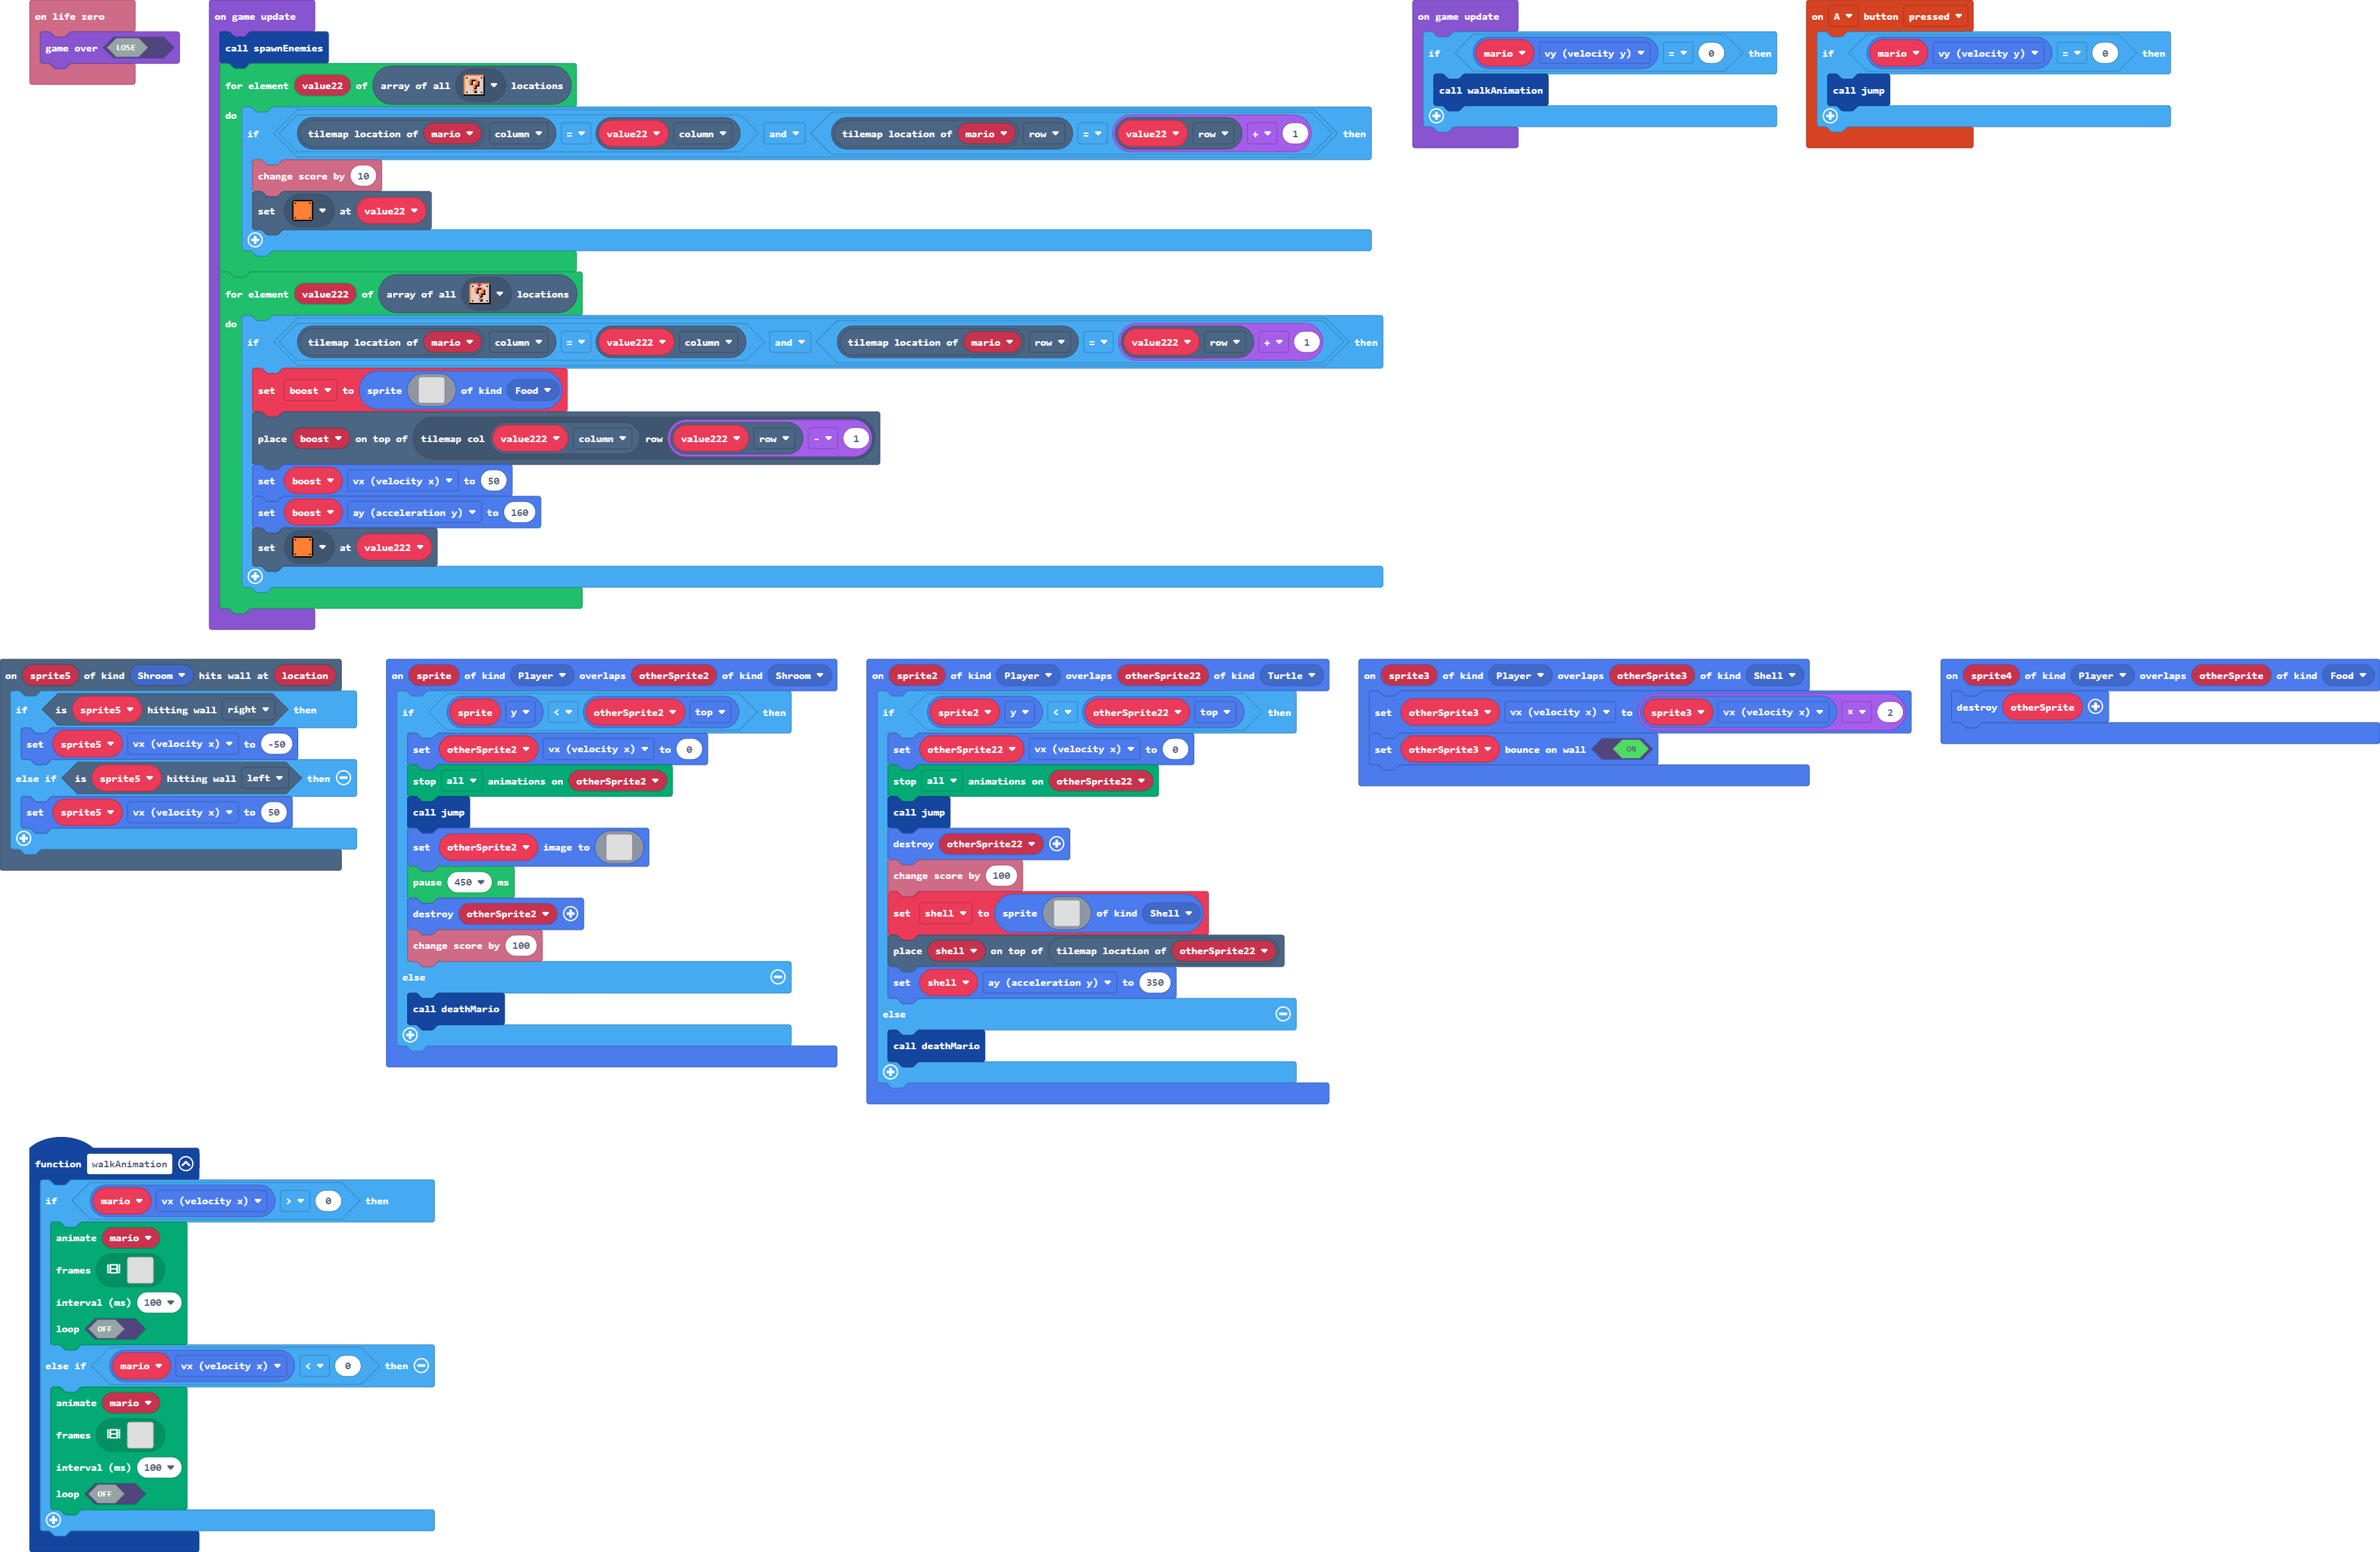 on life zero
game over LOSE
on game update
call spawnEnemies
for element value22 of array of all ? locations
do
if tilemap location of mario column = value22 column and tilemap location of mario row = value22 row + 1 then
change score by 10
set at value22
for element value222 of array of all ? locations
do
if tilemap location of mario column = value222 column and tilemap location of mario row = value222 row + 1 then
set boost to sprite of kind Food
place boost on top of tilemap col value222 column row value222 row - 1
set boost vx (velocity x) to 50
set boost ay (acceleration y) to 160
set at value222
on game update
if mario vy (velocity y) = 0 then
call walkAnimation
on A button pressed
if mario vy (velocity y) = 0 then
call jump
on sprite5 of kind Shroom hits wall at location
if is sprite5 hitting wall right then
set sprite5 vx (velocity x) to -50
else if is sprite5 hitting wall left then
set sprite5 vx (velocity x) to 50
on sprite of kind Player overlaps otherSprite2 of kind Shroom
if sprite y < otherSprite2 top then
set otherSprite2 vx (velocity x) to 0
stop all animations on otherSprite2
call jump
set otherSprite2 image to
pause 450 ms
destroy otherSprite2
change score by 100
else
call deathMario
on sprite2 of kind Player overlaps otherSprite22 of kind Turtle
if sprite2 y < otherSprite22 top then
set otherSprite22 vx (velocity x) to 0
stop all animations on otherSprite22
call jump
destroy otherSprite22
change score by 100
set shell to sprite of kind Shell
place shell on top of tilemap location of otherSprite22
set shell ay (acceleration y) to 350
else
call deathMario
on sprite3 of kind Player overlaps otherSprite3 of kind Shell
set otherSprite3 vx (velocity x) to sprite3 vx (velocity x) × 2
set otherSprite3 bounce on wall ON
on sprite4 of kind Player overlaps otherSprite of kind Food
destroy otherSprite
function walkAnimation
if mario vx (velocity x) > 0 then
animate mario
frames
interval (ms) 100
loop OFF
else if mario vx (velocity x) < 0 then
animate mario
frames
interval (ms) 100
loop OFF